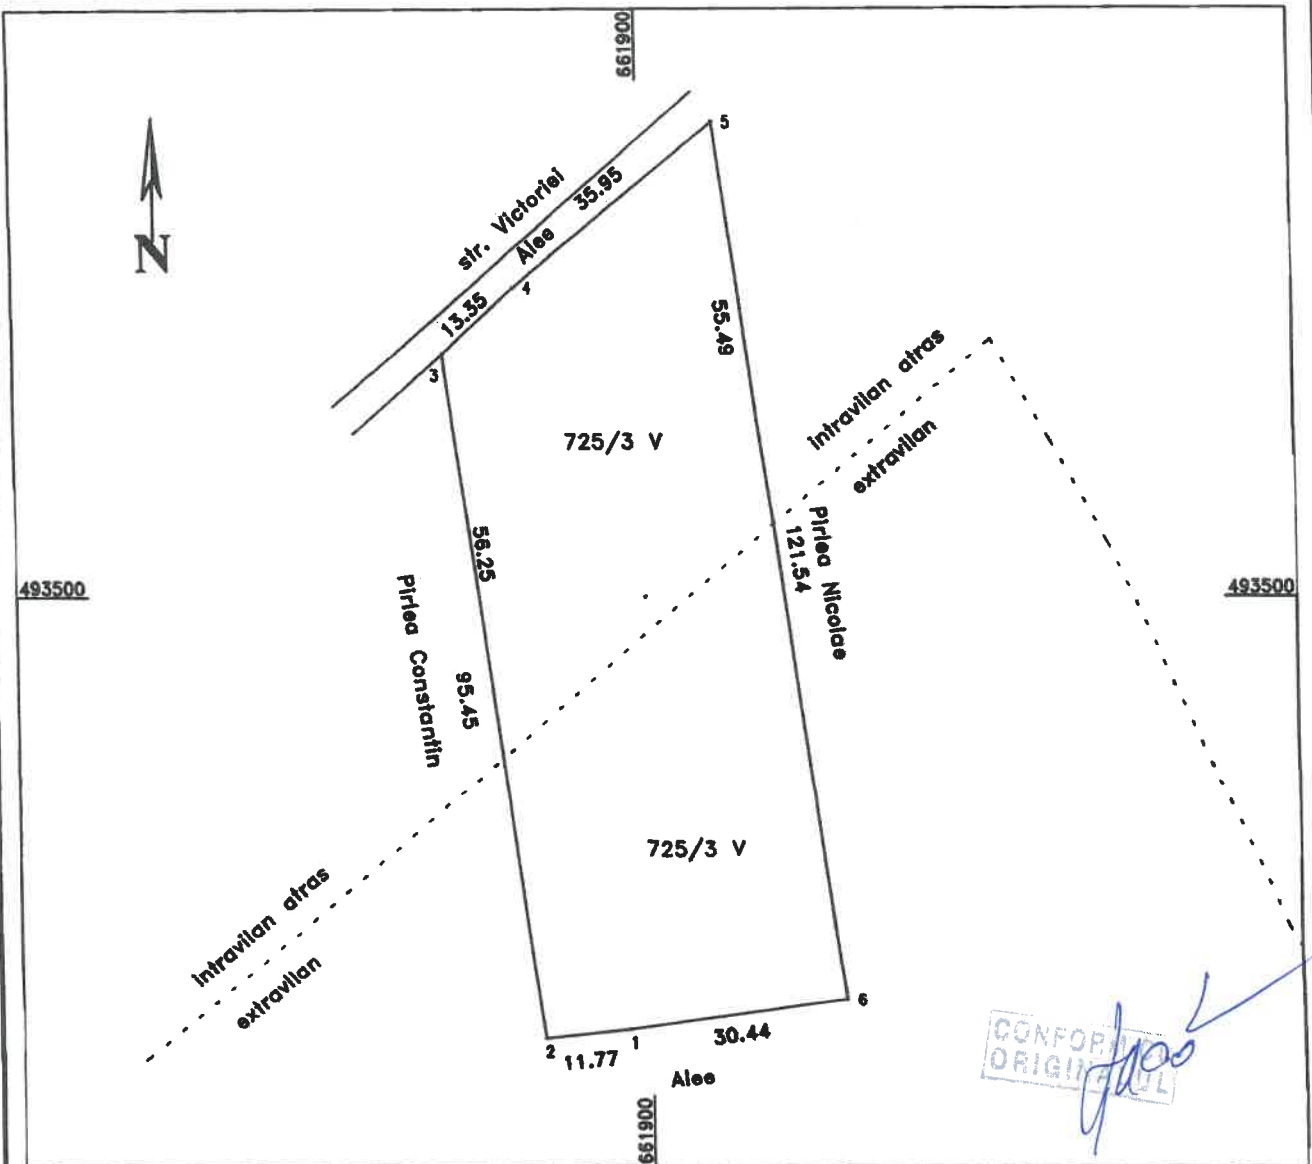 661900
N
5
str. Victoriei
35.95
Alee
4
13.35
3
55.49
intravilan atras
extravilan
725/3 V
56.25
Pirlea Nicolae
121.54
493500
493500
Pirlea Constantin
95.45
725/3 V
intravilan atras
extravilan
6
2
11.77
1
30.44
Alee
661900
CONFORM CU
ORIGINALUL